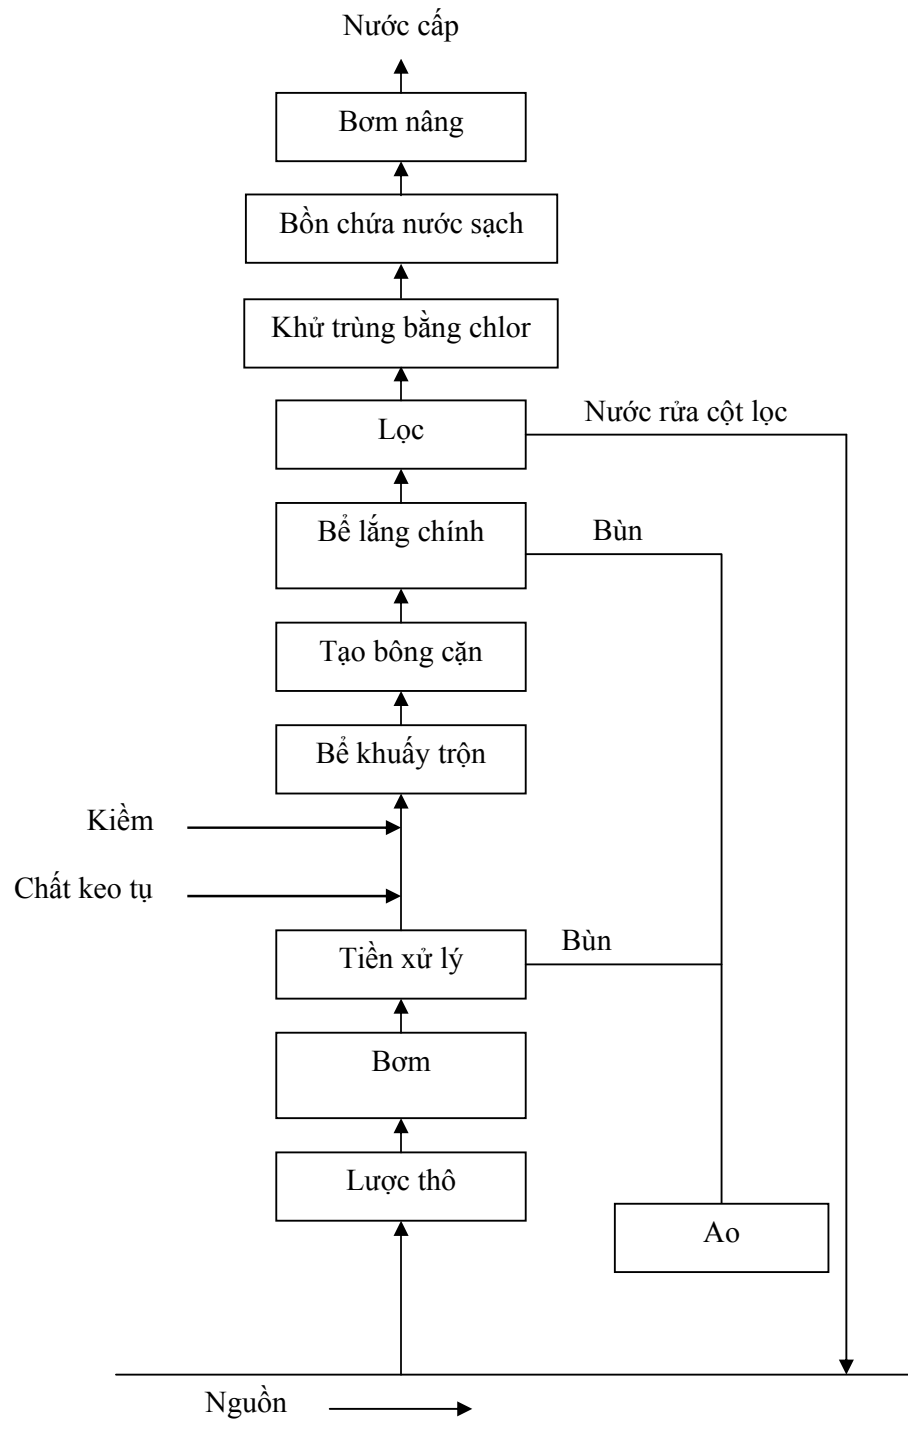 Nước cấp
Bơm nâng
Bồn chứa nước sạch
Khử trùng bằng chlor
Lọc
Nước rửa cột lọc
Bể lắng chính
Bùn
Tạo bông cặn
Bể khuấy trộn
Kiềm
Chất keo tụ
Tiền xử lý
Bùn
Bơm
Lược thô
Ao
Nguồn